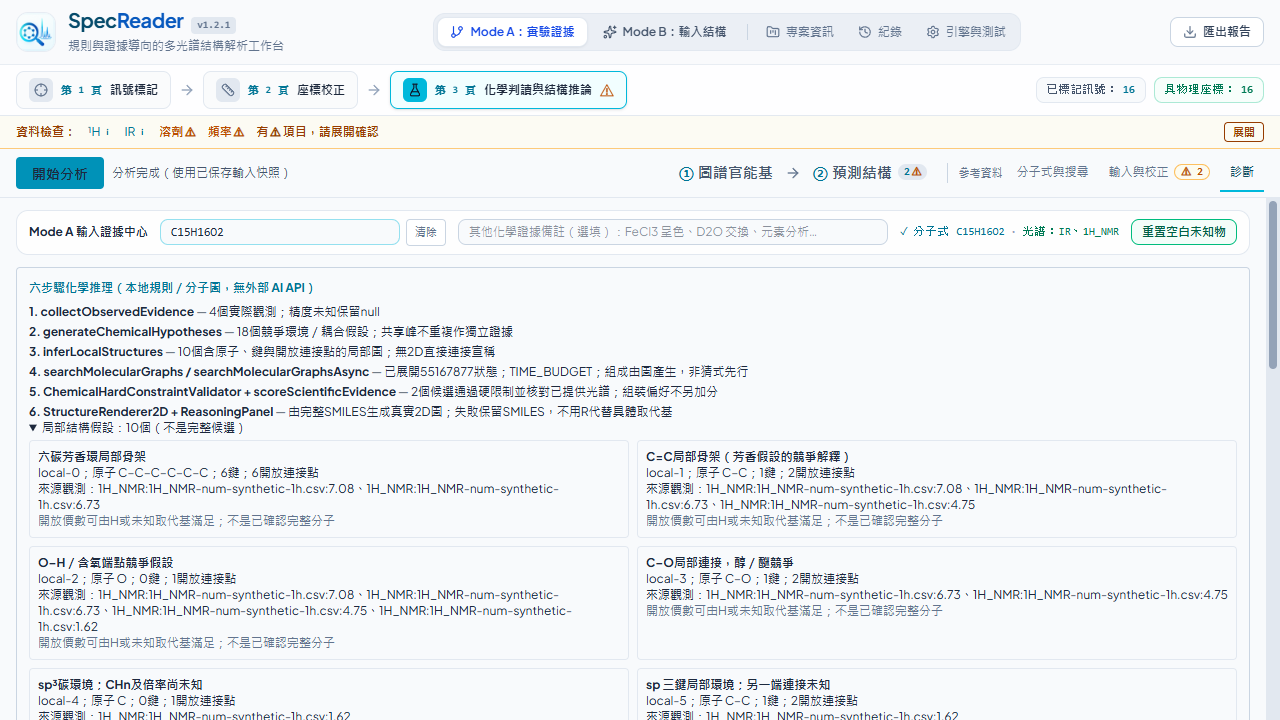 SpecReader v1.2.1
規則與證據導向的多光譜結構解析工作台
Mode A：實驗證據
Mode B：輸入結構
專案資訊
紀錄
引擎與測試
匯出報告
第 1 頁 訊號標記
第 2 頁 座標校正
第 3 頁 化學判讀與結構推論
已標記訊號： 16
具物理座標： 16
資料檢查： ¹H i IR i 溶劑⚠ 頻率⚠ 有⚠項目，請展開確認
展開
開始分析
分析完成（使用已保存輸入快照）
① 圖譜官能基 → ② 預測結構 2⚠
參考資料
分子式與搜尋
輸入與校正 ⚠ 2
診斷
Mode A 輸入證據中心
C15H16O2
清除
其他化學證據備註（選填）：FeCl3 呈色、D2O 交換、元素分析…
✓ 分子式 C15H16O2 · 光譜：IR、1H_NMR
重置空白未知物
六步驟化學推理（本地規則 / 分子圖，無外部 AI API）
1. collectObservedEvidence — 4個實際觀測；精度未知保留null
2. generateChemicalHypotheses — 18個競爭環境 / 耦合假設；共享峰不重複作獨立證據
3. inferLocalStructures — 10個含原子、鍵與開放連接點的局部圖；無2D直接連接宣稱
4. searchMolecularGraphs / searchMolecularGraphsAsync — 已展開55167877狀態；TIME_BUDGET；組成由圖產生，非猜式先行
5. ChemicalHardConstraintValidator + scoreScientificEvidence — 2個候選通過硬限制並核對已提供光譜；組裝偏好不另加分
6. StructureRenderer2D + ReasoningPanel — 由完整SMILES生成真實2D圖；失敗保留SMILES，不用R代替具體取代基
▼ 局部結構假設：10個（不是完整候選）
六碳芳香環局部骨架
local-0；原子 C-C-C-C-C-C；6鍵；6開放連接點
來源觀測：1H_NMR:1H_NMR-num-synthetic-1h.csv:7.08、1H_NMR:1H_NMR-num-synthetic-
1h.csv:6.73
開放價數可由H或未知取代基滿足；不是已確認完整分子
C=C局部骨架（芳香假設的競爭解釋）
local-1；原子 C-C；1鍵；2開放連接點
來源觀測：1H_NMR:1H_NMR-num-synthetic-1h.csv:7.08、1H_NMR:1H_NMR-num-synthetic-
1h.csv:6.73、1H_NMR:1H_NMR-num-synthetic-1h.csv:4.75
開放價數可由H或未知取代基滿足；不是已確認完整分子
O–H / 含氧端點競爭假設
local-2；原子 O；0鍵；1開放連接點
來源觀測：1H_NMR:1H_NMR-num-synthetic-1h.csv:7.08、1H_NMR:1H_NMR-num-synthetic-
1h.csv:6.73、1H_NMR:1H_NMR-num-synthetic-1h.csv:4.75、1H_NMR:1H_NMR-num-synthetic-
1h.csv:1.62
開放價數可由H或未知取代基滿足；不是已確認完整分子
C–O局部連接，醇 / 醚競爭
local-3；原子 C-O；1鍵；2開放連接點
來源觀測：1H_NMR:1H_NMR-num-synthetic-1h.csv:6.73、1H_NMR:1H_NMR-num-synthetic-1h.csv:4.75
開放價數可由H或未知取代基滿足；不是已確認完整分子
sp³碳環境；CHn及倍率尚未知
local-4；原子 C；0鍵；1開放連接點
來源觀測：1H_NMR:1H_NMR-num-synthetic-1h.csv:1.62
sp 三鍵局部環境；另一端連接未知
local-5；原子 C-C；1鍵；2開放連接點
來源觀測：1H_NMR:1H_NMR-num-synthetic-1h.csv:1.62